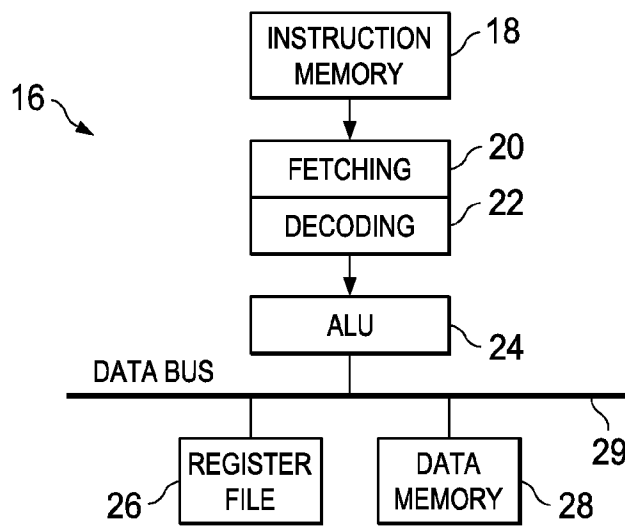 INSTRUCTION
MEMORY
18
16
FETCHING
20
DECODING
22
ALU
24
DATA BUS
29
REGISTER
FILE
26
DATA
MEMORY
28